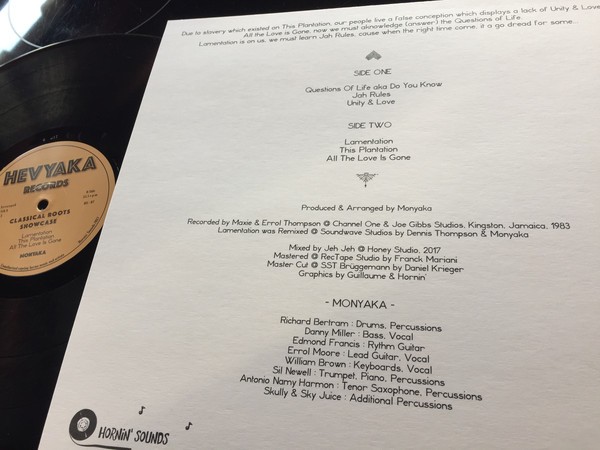 Due to slavery which existed on This Plantation, our people live a false conception which displays a lack of Unity & Love
All the Love is Gone, now we must aknowledge (answer) the Questions of Life.
Lamentation is on us, we must learn Jah Rules, cause when the right time come, it a go dread for some...
SIDE ONE
Questions Of Life aka Do You Know
Jah Rules
Unity & Love
SIDE TWO
Lamentation
This Plantation
All The Love Is Gone
Produced & Arranged by Monyaka
Recorded by Maxie & Errol Thompson @ Channel One & Joe Gibbs Studios, Kingston, Jamaica, 1983
Lamentation was Remixed @ Soundwave Studios by Dennis Thompson & Monyaka
Mixed by Jeh Jeh @ Honey Studio, 2017
Mastered @ RecTape Studio by Franck Mariani
Master Cut @ SST Brüggemann by Daniel Krieger
Graphics by Guillaume & Hornin'
- MONYAKA -
Richard Bertram : Drums, Percussions
Danny Miller : Bass, Vocal
Edmond Francis : Rythm Guitar
Errol Moore : Lead Guitar, Vocal
William Brown : Keyboards, Vocal
Sil Newell : Trumpet, Piano, Percussions
Antonio Namy Harmon : Tenor Saxophone, Percussions
Skully & Sky Juice : Additional Percussions
HORNIN' SOUNDS
HEVYAKA
RECORDS
CLASSICAL ROOTS
SHOWCASE
Lamentation
This Plantation
All The Love Is Gone
MONYAKA